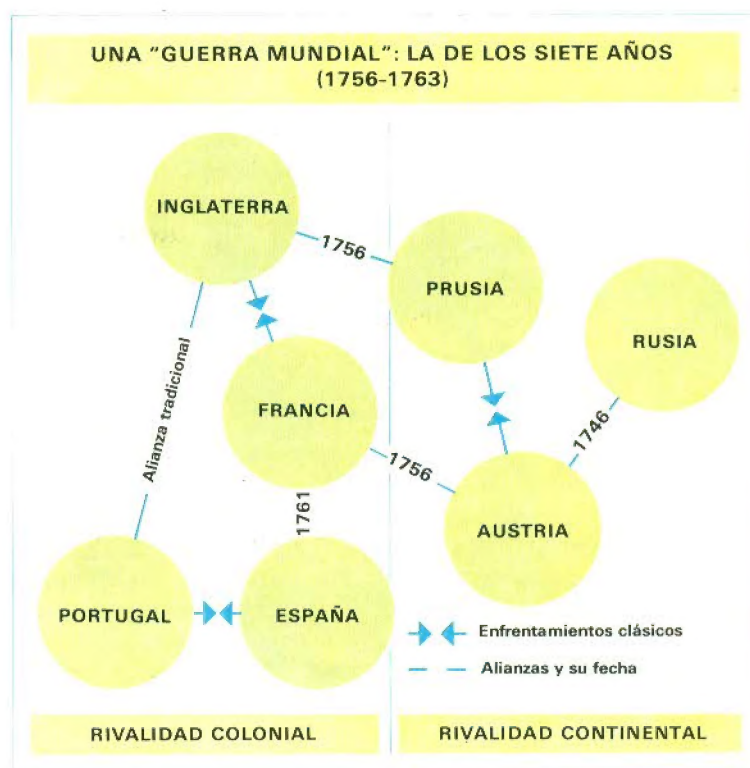 UNA "GUERRA MUNDIAL": LA DE LOS SIETE AÑOS
(1756-1763)
INGLATERRA
1756
PRUSIA
RUSIA
Alianza tradicional
FRANCIA
1756
1746
1761
AUSTRIA
PORTUGAL
ESPAÑA
Enfrentamientos clásicos
Alianzas y su fecha
RIVALIDAD COLONIAL
RIVALIDAD CONTINENTAL